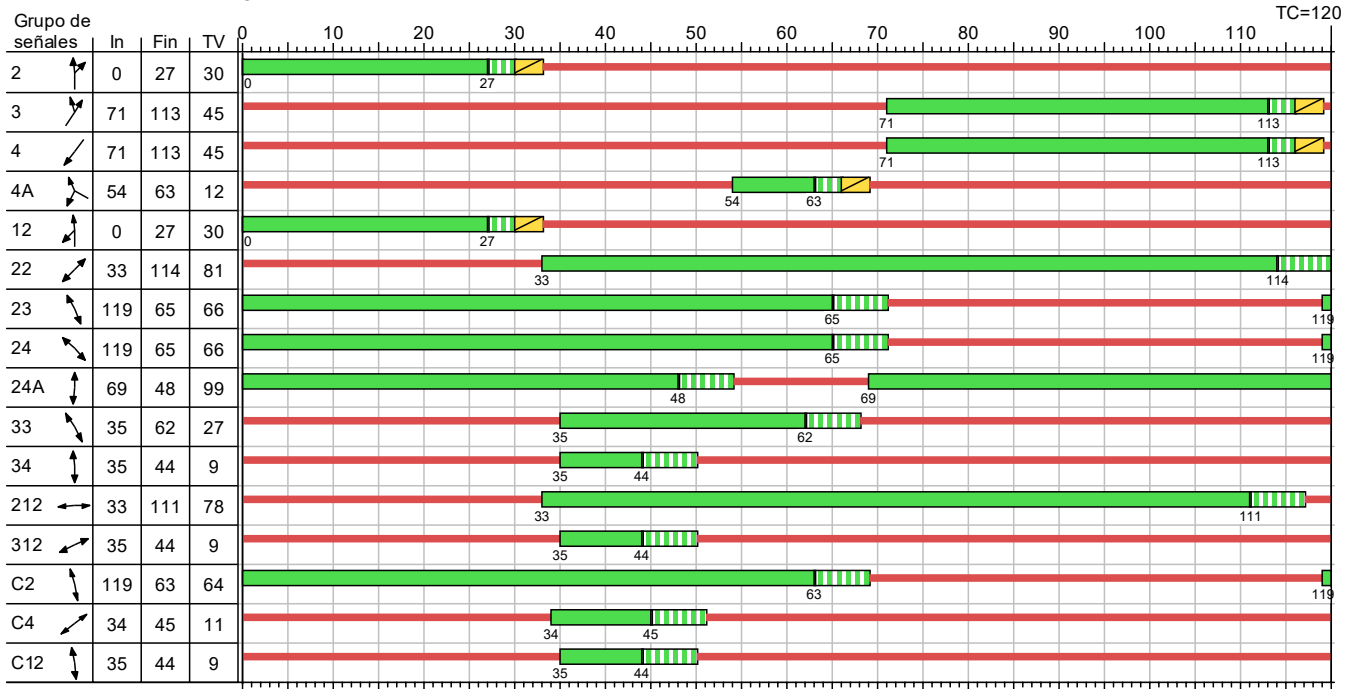 TC=120
Grupo de
señales In Fin TV 0 10 20 30 40 50 60 70 80 90 100 110
2 0 27 30
0 27
3 71 113 45
71 113
4 71 113 45
71 113
4A 54 63 12
54 63
12 0 27 30
0 27
22 33 114 81
33 114
23 119 65 66
65 119
24 119 65 66
65 119
24A 69 48 99
48 69
33 35 62 27
35 62
34 35 44 9
35 44
212 33 111 78
33 111
312 35 44 9
35 44
C2 119 63 64
63 119
C4 34 45 11
34 45
C12 35 44 9
35 44